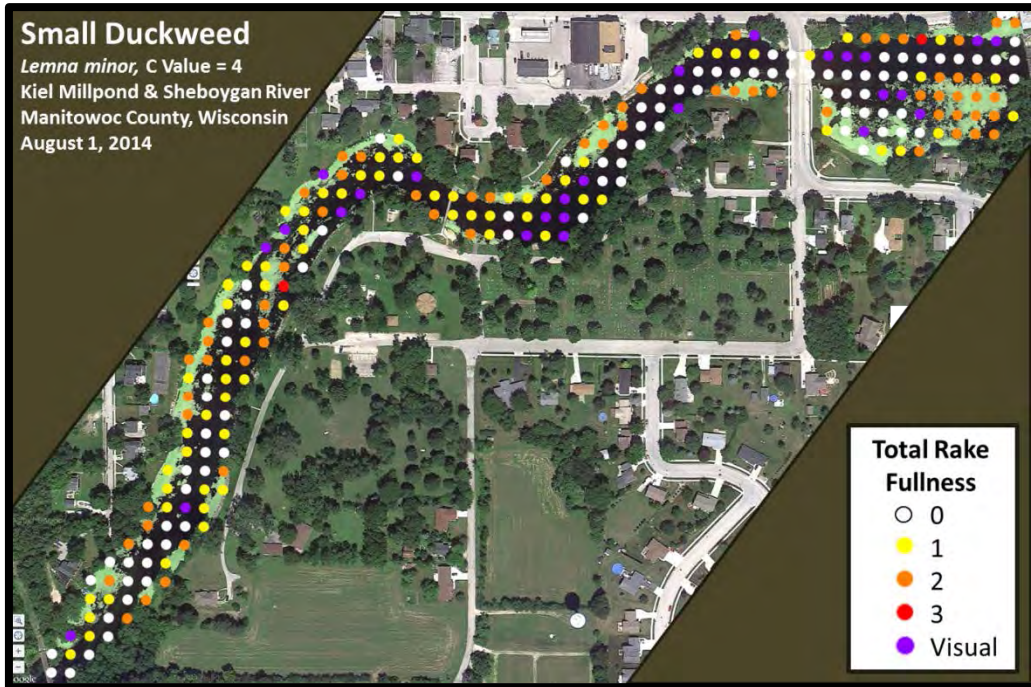 Small Duckweed
Lemna minor, C Value = 4
Kiel Millpond & Sheboygan River
Manitowoc County, Wisconsin
August 1, 2014
Total Rake
Fullness
0
1
2
3
Visual